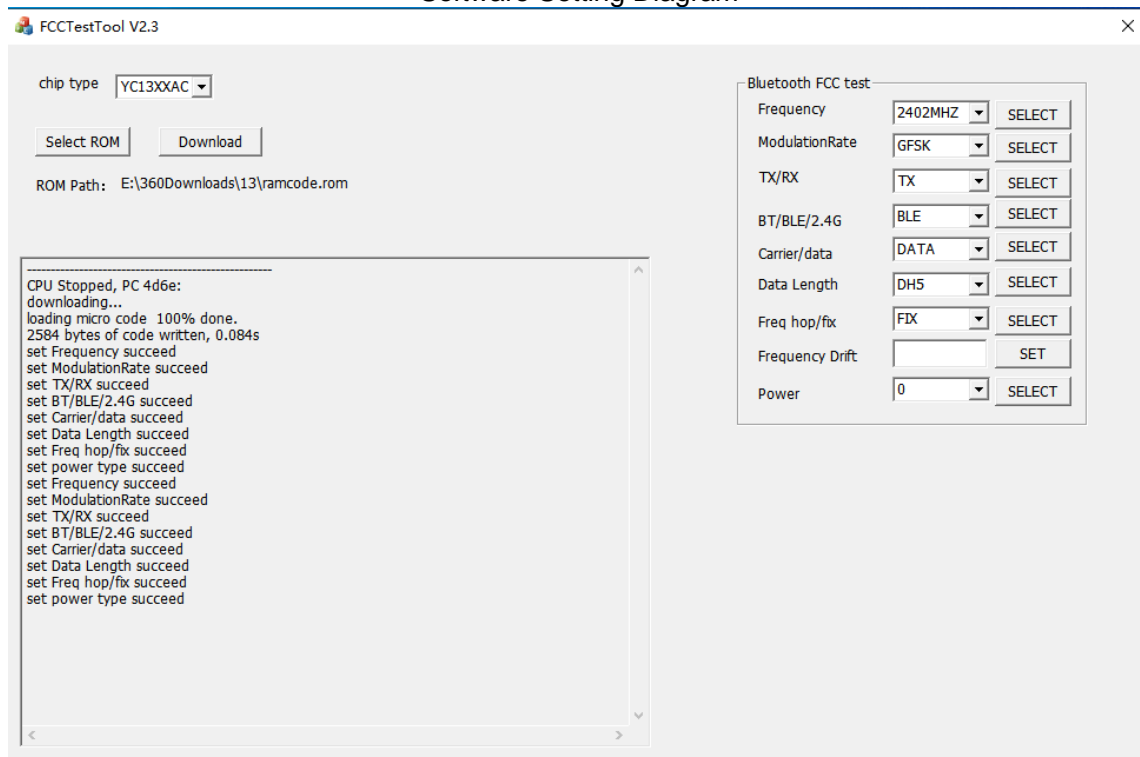 Software Setting Diagram
FCCTestTool V2.3
chip type YC13XXAC
Select ROM Download
ROM Path: E:\360Downloads\13\ramcode.rom
--------------------------------------------------
CPU Stopped, PC 4d6e:
downloading...
loading micro code 100% done.
2584 bytes of code written, 0.084s
set Frequency succeed
set ModulationRate succeed
set TX/RX succeed
set BT/BLE/2.4G succeed
set Carrier/data succeed
set Data Length succeed
set Freq hop/fix succeed
set power type succeed
set Frequency succeed
set ModulationRate succeed
set TX/RX succeed
set BT/BLE/2.4G succeed
set Carrier/data succeed
set Data Length succeed
set Freq hop/fix succeed
set power type succeed
Bluetooth FCC test
Frequency 2402MHZ SELECT
ModulationRate GFSK SELECT
TX/RX TX SELECT
BT/BLE/2.4G BLE SELECT
Carrier/data DATA SELECT
Data Length DH5 SELECT
Freq hop/fix FIX SELECT
Frequency Drift SET
Power 0 SELECT